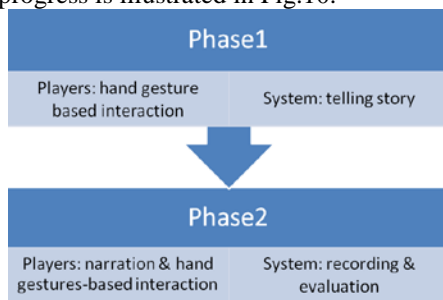 progress is illustrated in Fig.10.
Phase1
Players: hand gesture
based interaction
System: telling story
Phase2
Players: narration & hand
gestures-based interaction
System: recording &
evaluation